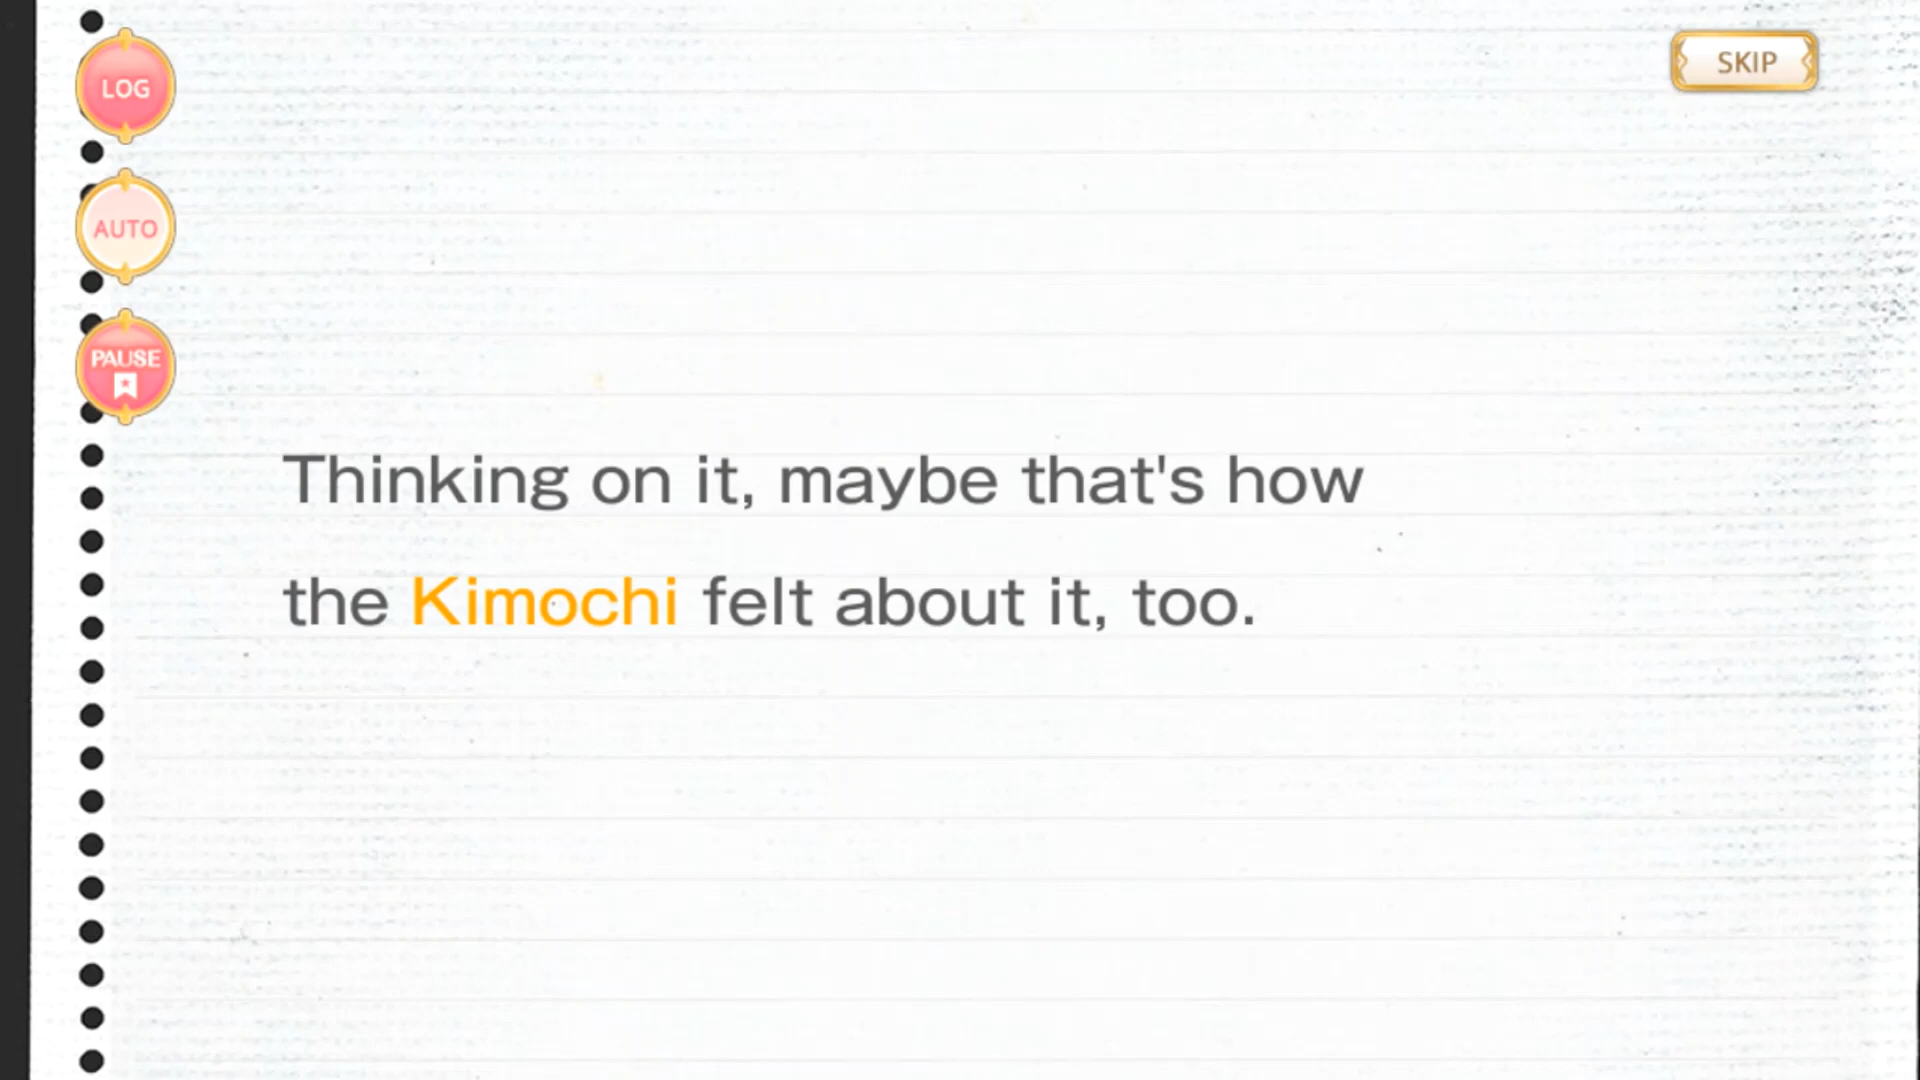 LOG
SKIP
AUTO
PAUSE
Thinking on it, maybe that's how
the Kimochi felt about it, too.